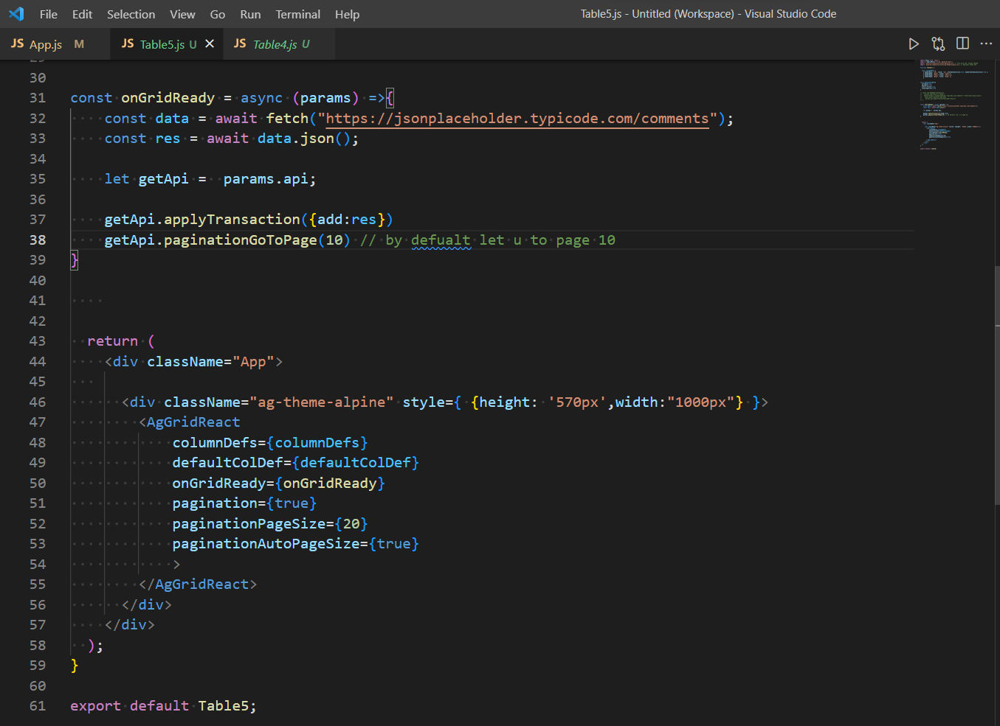 File Edit Selection View Go Run Terminal Help Table5.js - Untitled (Workspace) - Visual Studio Code
JS App.js M JS Table5.js U × JS Table4.js U
29
30
31 const onGridReady = async (params) =>{
32 const data = await fetch("https://jsonplaceholder.typicode.com/comments");
33 const res = await data.json();
34
35 let getApi =  params.api;
36
37 getApi.applyTransaction({add:res})
38 getApi.paginationGoToPage(10) // by defualt let u to page 10
39 }
40
41
42
43 return (
44 <div className="App">
45
46 <div className="ag-theme-alpine" style={ {height: '570px',width:"1000px"} }>
47 <AgGridReact
48 columnDefs={columnDefs}
49 defaultColDef={defaultColDef}
50 onGridReady={onGridReady}
51 pagination={true}
52 paginationPageSize={20}
53 paginationAutoPageSize={true}
54 >
55 </AgGridReact>
56 </div>
57 </div>
58 );
59 }
60
61 export default Table5;